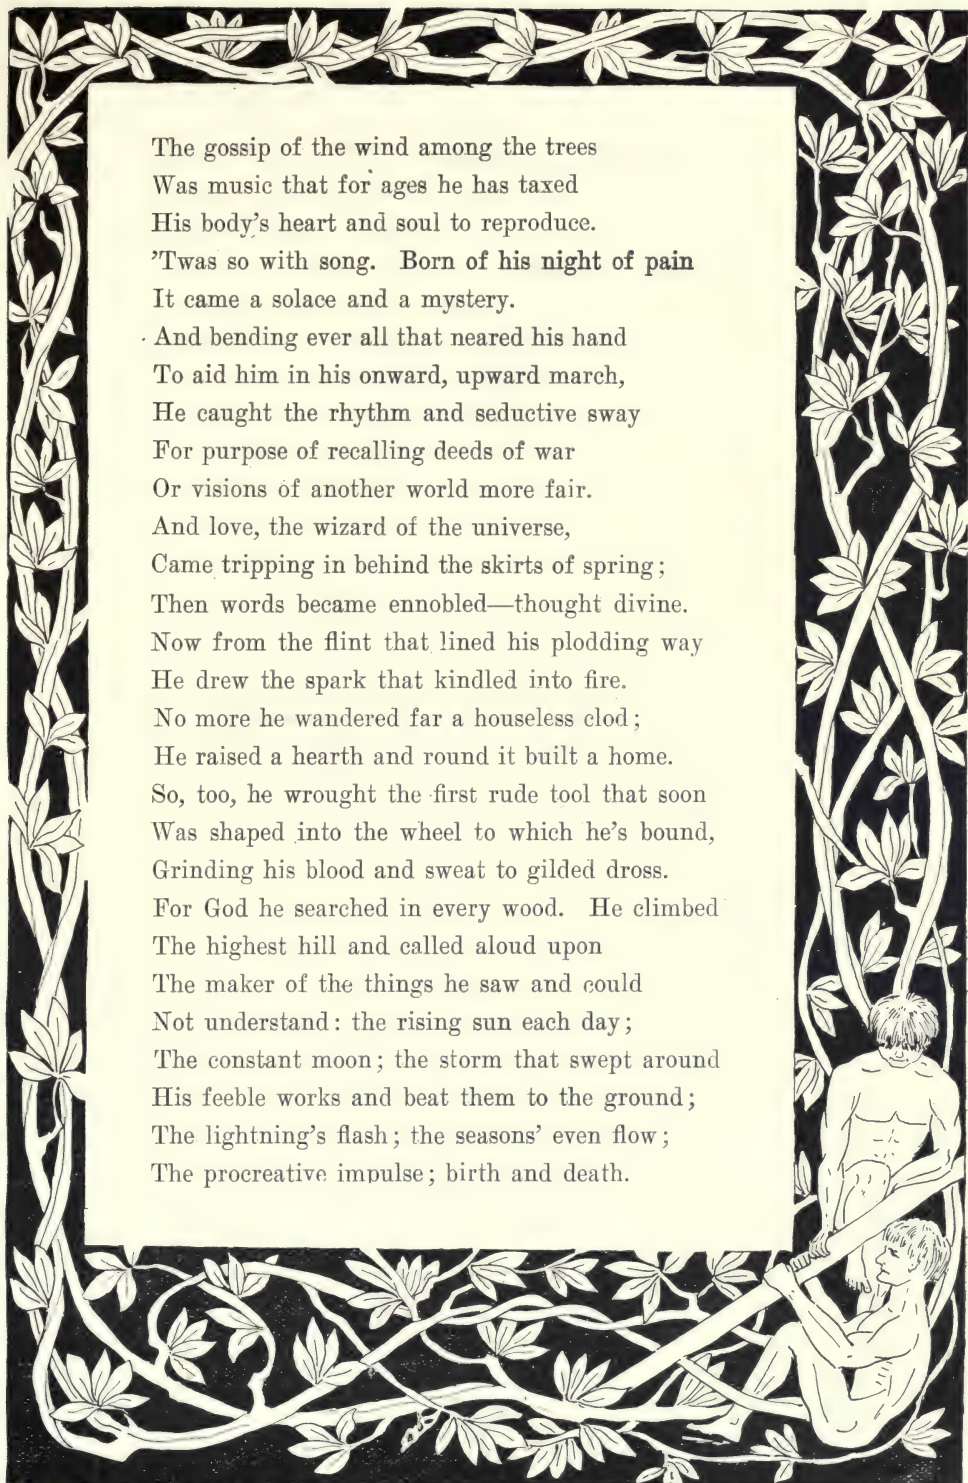 The gossip of the wind among the trees
Was music that for ages he has taxed
His body's heart and soul to reproduce.
'Twas so with song. Born of his night of pain
It came a solace and a mystery.
And bending ever all that neared his hand
To aid him in his onward, upward march,
He caught the rhythm and seductive sway
For purpose of recalling deeds of war
Or visions of another world more fair.
And love, the wizard of the universe,
Came tripping in behind the skirts of spring;
Then words became ennobled—thought divine.
Now from the flint that lined his plodding way
He drew the spark that kindled into fire.
No more he wandered far a houseless clod;
He raised a hearth and round it built a home.
So, too, he wrought the first rude tool that soon
Was shaped into the wheel to which he's bound,
Grinding his blood and sweat to gilded dross.
For God he searched in every wood. He climbed
The highest hill and called aloud upon
The maker of the things he saw and could
Not understand: the rising sun each day;
The constant moon; the storm that swept around
His feeble works and beat them to the ground;
The lightning's flash; the seasons' even flow;
The procreative impulse; birth and death.